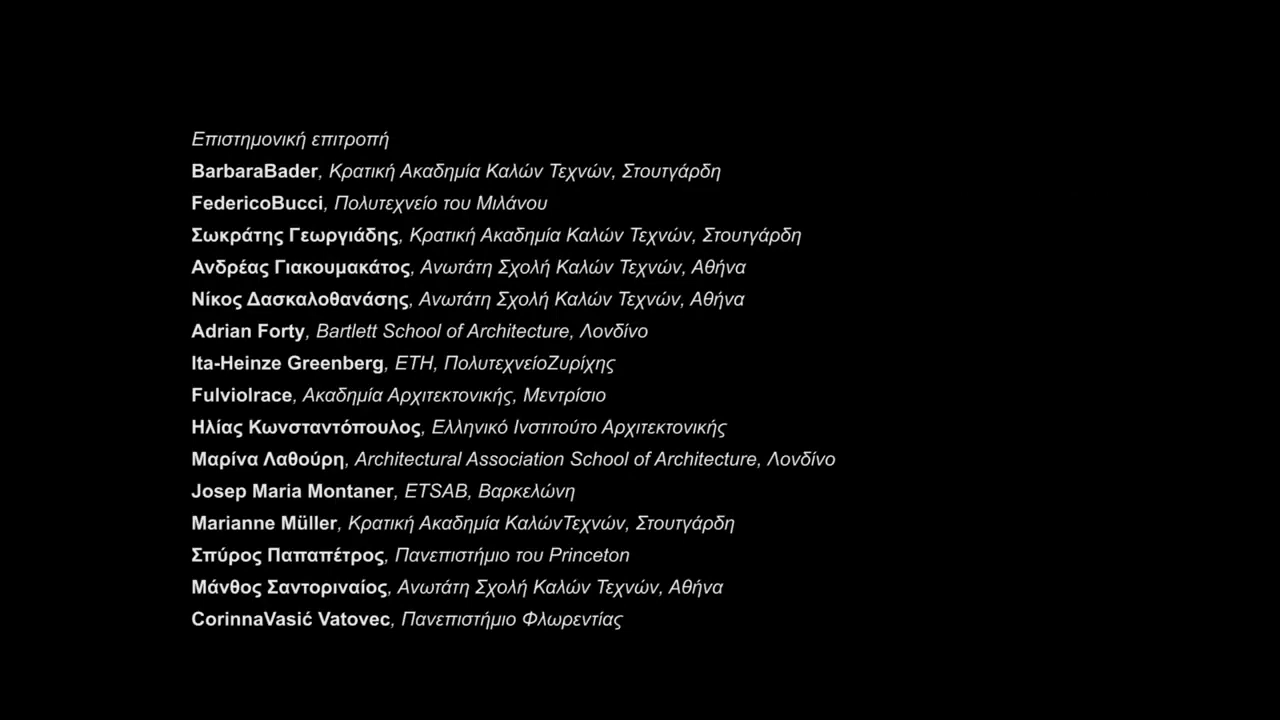 Επιστημονική επιτροπή
BarbaraBader, Κρατική Ακαδημία Καλών Τεχνών, Στουτγάρδη
FedericoBucci, Πολυτεχνείο του Μιλάνου
Σωκράτης Γεωργιάδης, Κρατική Ακαδημία Καλών Τεχνών, Στουτγάρδη
Ανδρέας Γιακουμακάτος, Ανωτάτη Σχολή Καλών Τεχνών, Αθήνα
Νίκος Δασκαλοθανάσης, Ανωτάτη Σχολή Καλών Τεχνών, Αθήνα
Adrian Forty, Bartlett School of Architecture, Λονδίνο
Ita-Heinze Greenberg, ETH, ΠολυτεχνείοΖυρίχης
FulvioIrace, Ακαδημία Αρχιτεκτονικής, Μεντρίσιο
Ηλίας Κωνσταντόπουλος, Ελληνικό Ινστιτούτο Αρχιτεκτονικής
Μαρίνα Λαθούρη, Architectural Association School of Architecture, Λονδίνο
Josep Maria Montaner, ETSAB, Βαρκελώνη
Marianne Müller, Κρατική Ακαδημία ΚαλώνΤεχνών, Στουτγάρδη
Σπύρος Παπαπέτρος, Πανεπιστήμιο του Princeton
Μάνθος Σαντοριναίος, Ανωτάτη Σχολή Καλών Τεχνών, Αθήνα
CorinnaVasić Vatovec, Πανεπιστήμιο Φλωρεντίας